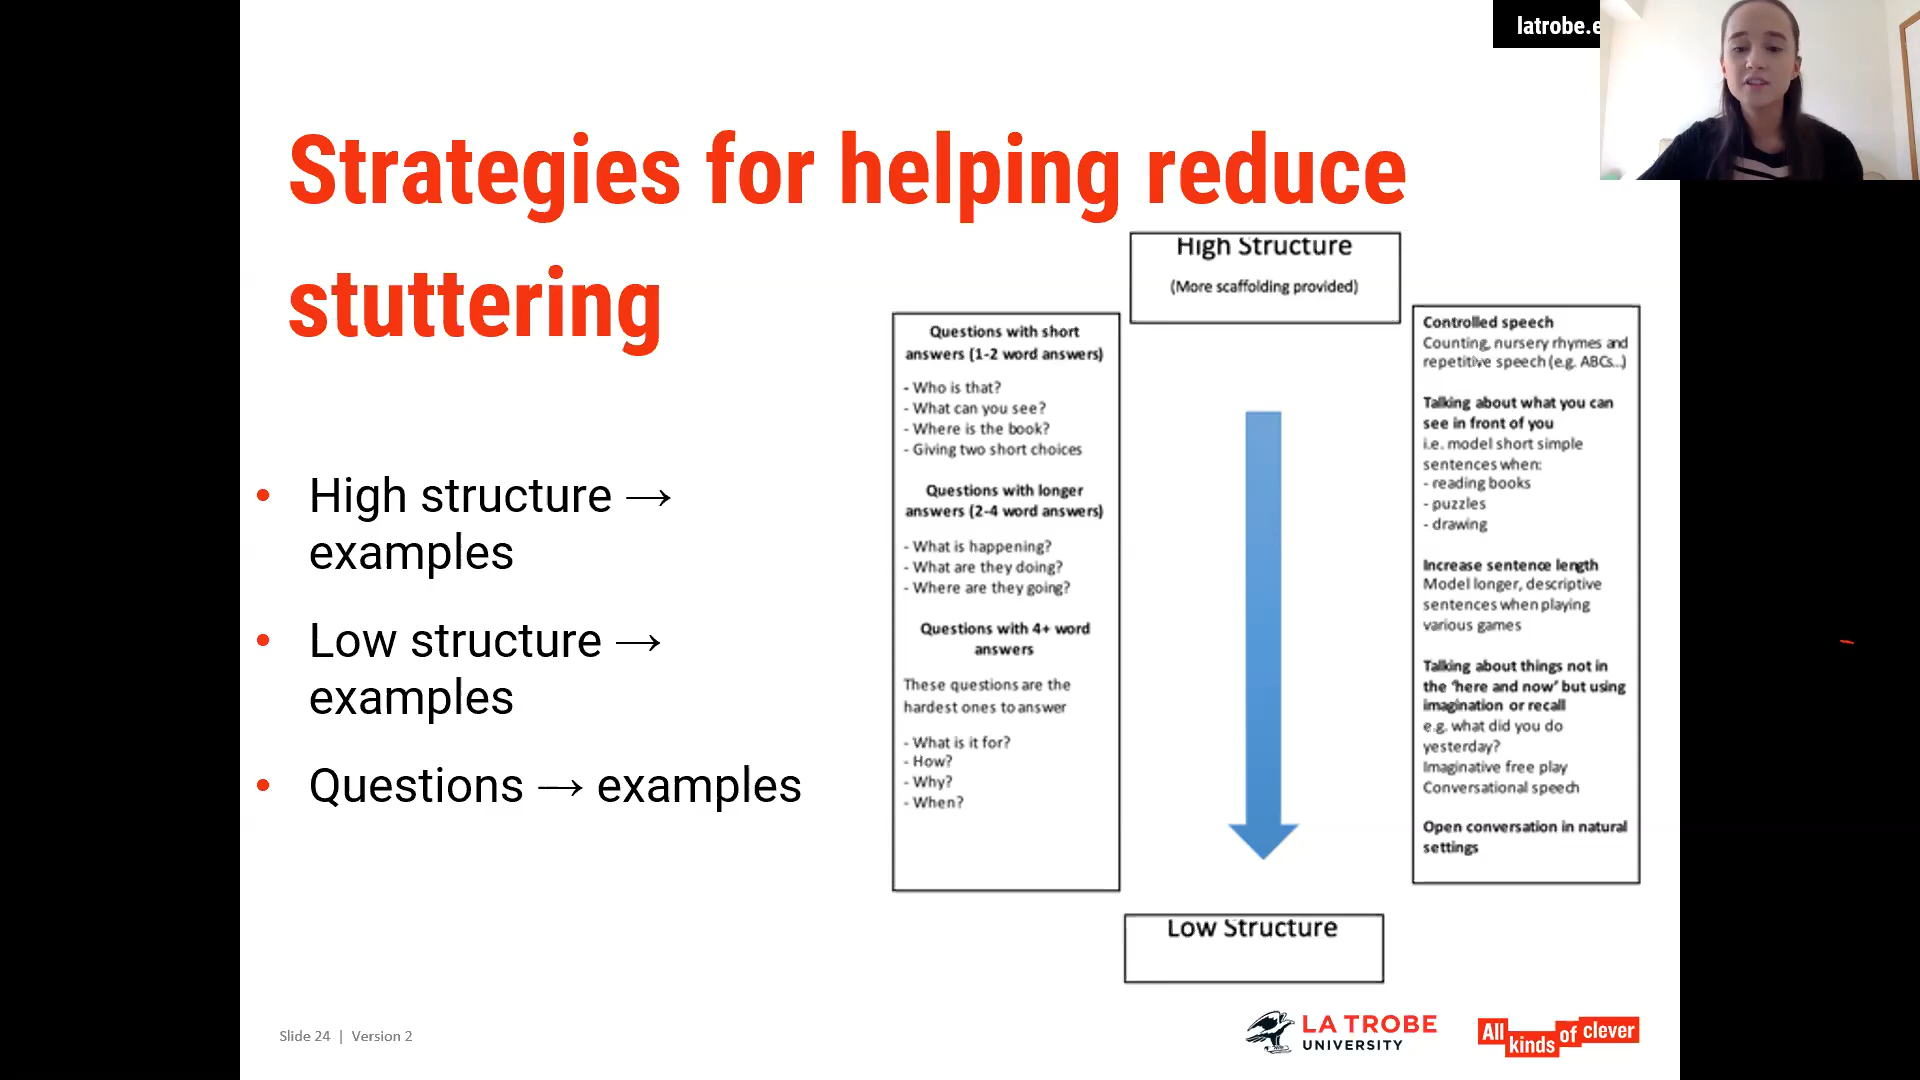 latrobe.e
Strategies for helping reduce
stuttering
High structure →
examples
Low structure →
examples
Questions → examples
High Structure
(More scaffolding provided)
Questions with short
answers (1-2 word answers)
- Who is that?
- What can you see?
- Where is the book?
- Giving two short choices
Questions with longer
answers (2-4 word answers)
- What is happening?
- What are they doing?
- Where are they going?
Questions with 4+ word
answers
These questions are the
hardest ones to answer
- What is it for?
- How?
- Why?
- When?
Controlled speech
Counting, nursery rhymes and
repetitive speech (e.g. ABCs...)
Talking about what you can
see in front of you
i.e. model short simple
sentences when:
- reading books
- puzzles
- drawing
Increase sentence length
Model longer, descriptive
sentences when playing
various games
Talking about things not in
the 'here and now' but using
imagination or recall
e.g. what did you do
yesterday?
Imaginative free play
Conversational speech
Open conversation in natural
settings
Low Structure
Slide 24 | Version 2
LA TROBE
UNIVERSITY
All kinds of clever